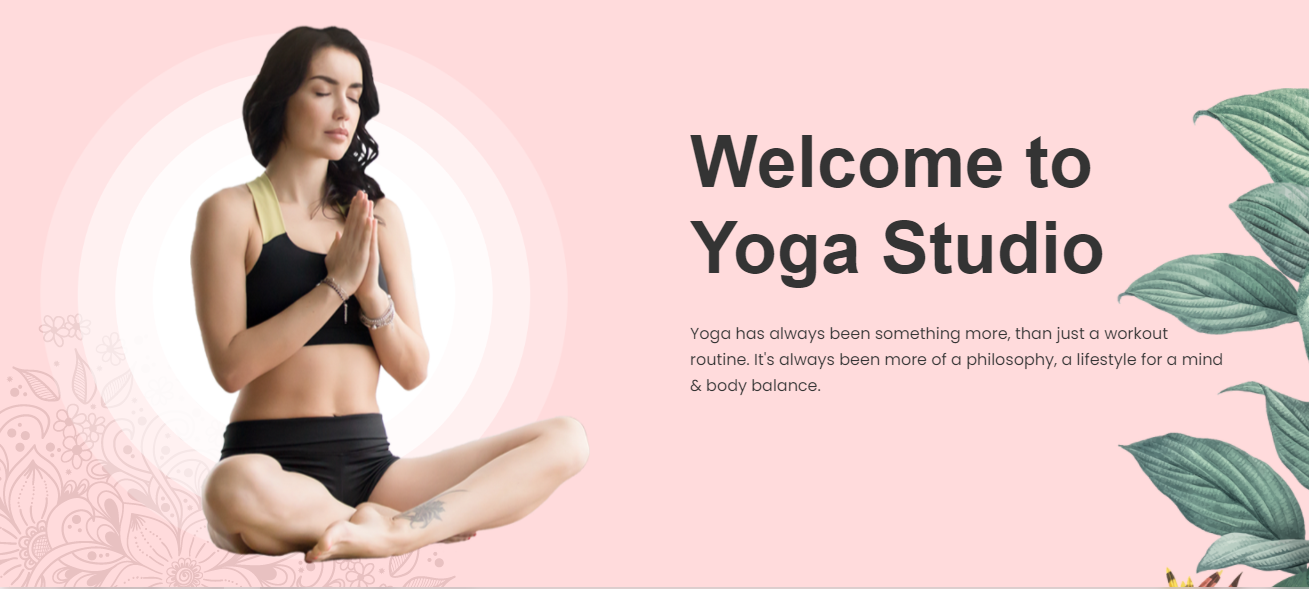 Welcome to
Yoga Studio
Yoga has always been something more, than just a workout
routine. It's always been more of a philosophy, a lifestyle for a mind
& body balance.